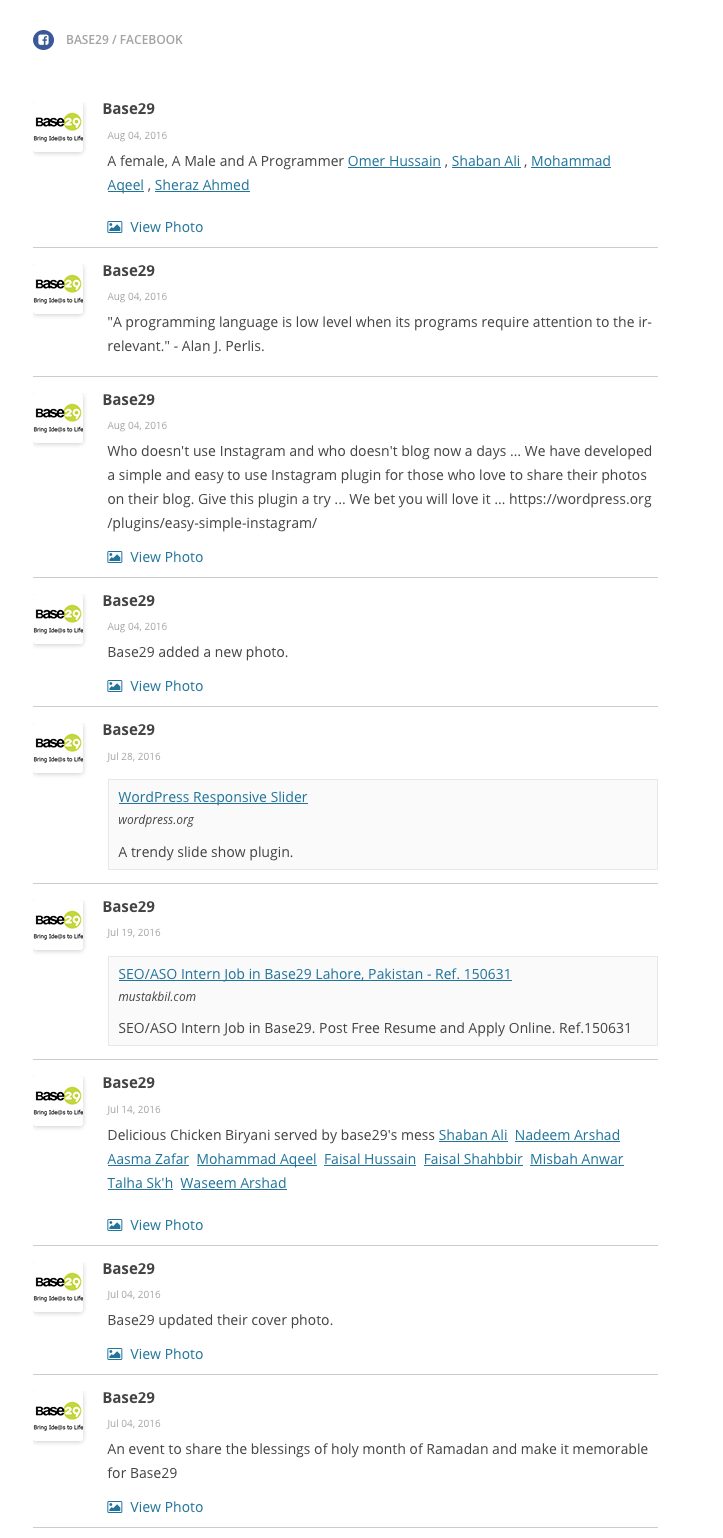 BASE29 / FACEBOOK
Base29
Bring Ide@s to Life
Base29
Aug 04, 2016
A female, A Male and A Programmer Omer Hussain , Shaban Ali , Mohammad
Aqeel , Sheraz Ahmed
View Photo
Base29
Bring Ide@s to Life
Base29
Aug 04, 2016
"A programming language is low level when its programs require attention to the ir-
relevant." - Alan J. Perlis.
Base29
Bring Ide@s to Life
Base29
Aug 04, 2016
Who doesn't use Instagram and who doesn't blog now a days ... We have developed
a simple and easy to use Instagram plugin for those who love to share their photos
on their blog. Give this plugin a try ... We bet you will love it ... https://wordpress.org
/plugins/easy-simple-instagram/
View Photo
Base29
Bring Ide@s to Life
Base29
Aug 04, 2016
Base29 added a new photo.
View Photo
Base29
Bring Ide@s to Life
Base29
Jul 28, 2016
WordPress Responsive Slider
wordpress.org
A trendy slide show plugin.
Base29
Bring Ide@s to Life
Base29
Jul 19, 2016
SEO/ASO Intern Job in Base29 Lahore, Pakistan - Ref. 150631
mustakbil.com
SEO/ASO Intern Job in Base29. Post Free Resume and Apply Online. Ref.150631
Base29
Bring Ide@s to Life
Base29
Jul 14, 2016
Delicious Chicken Biryani served by base29's mess Shaban Ali Nadeem Arshad
Aasma Zafar Mohammad Aqeel Faisal Hussain Faisal Shahbbir Misbah Anwar
Talha Sk'h Waseem Arshad
View Photo
Base29
Bring Ide@s to Life
Base29
Jul 04, 2016
Base29 updated their cover photo.
View Photo
Base29
Bring Ide@s to Life
Base29
Jul 04, 2016
An event to share the blessings of holy month of Ramadan and make it memorable
for Base29
View Photo